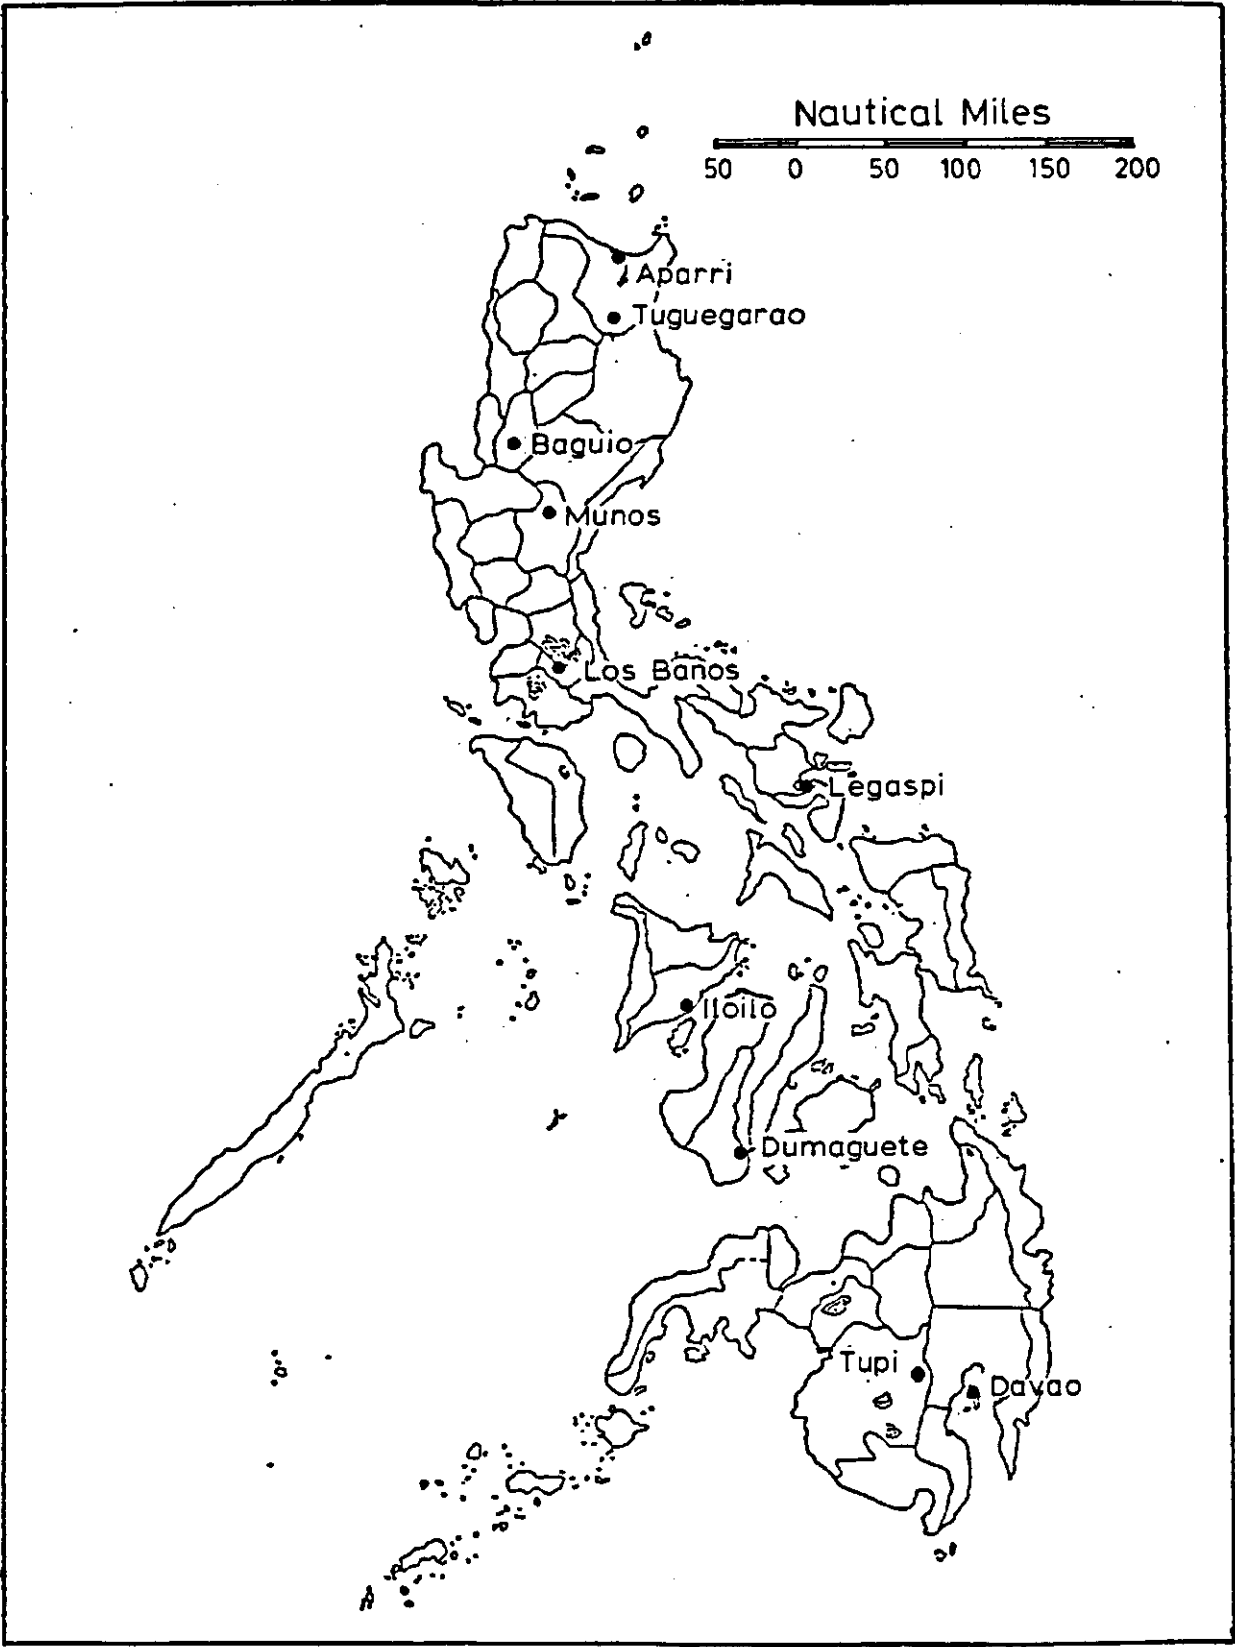 Nautical Miles
50 0 50 100 150 200
Aparri
Tuguegarao
Baguio
Munos
Los Banos
Legaspi
Iloilo
Dumaguete
Tupi
Davao